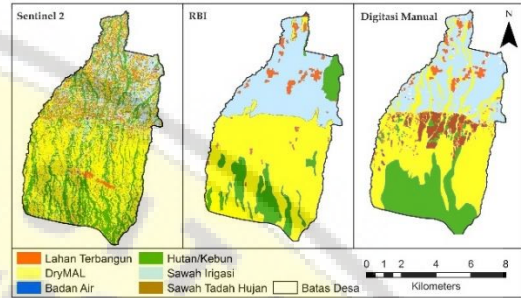 Sentinel 2
RBI
Digitasi Manual
N
Lahan Terbangun
Hutan/Kebun
DryMAL
Sawah Irigasi
Badan Air
Sawah Tadah Hujan
Batas Desa
0 2 4 6 8
Kilometers